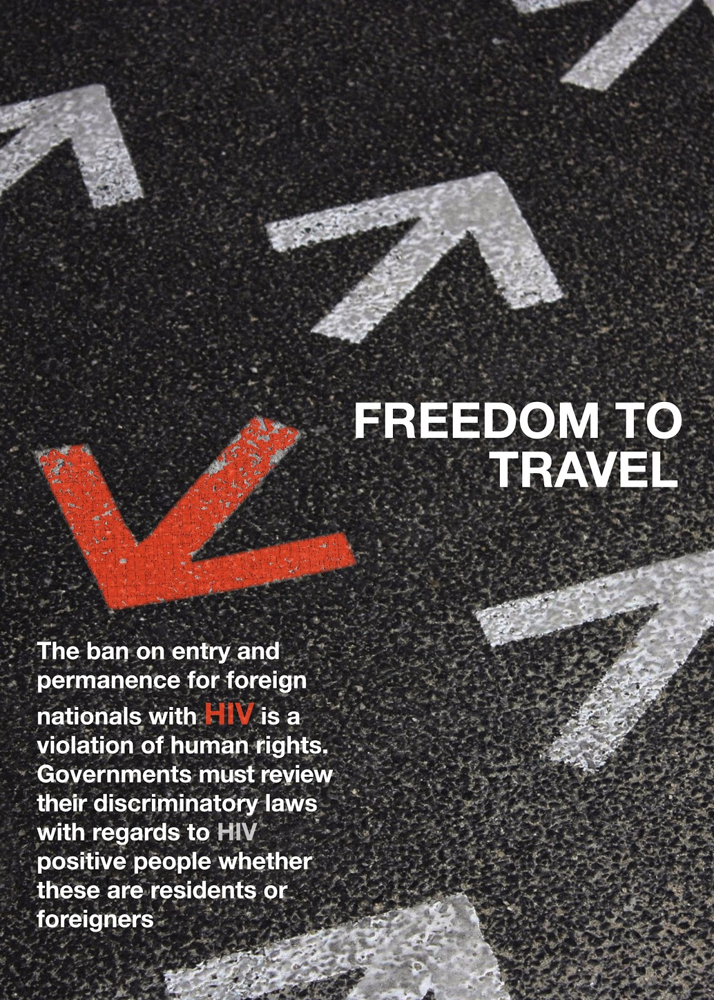 FREEDOM TO
TRAVEL
The ban on entry and
permanence for foreign
nationals with HIV is a
violation of human rights.
Governments must review
their discriminatory laws
with regards to HIV
positive people whether
these are residents or
foreigners